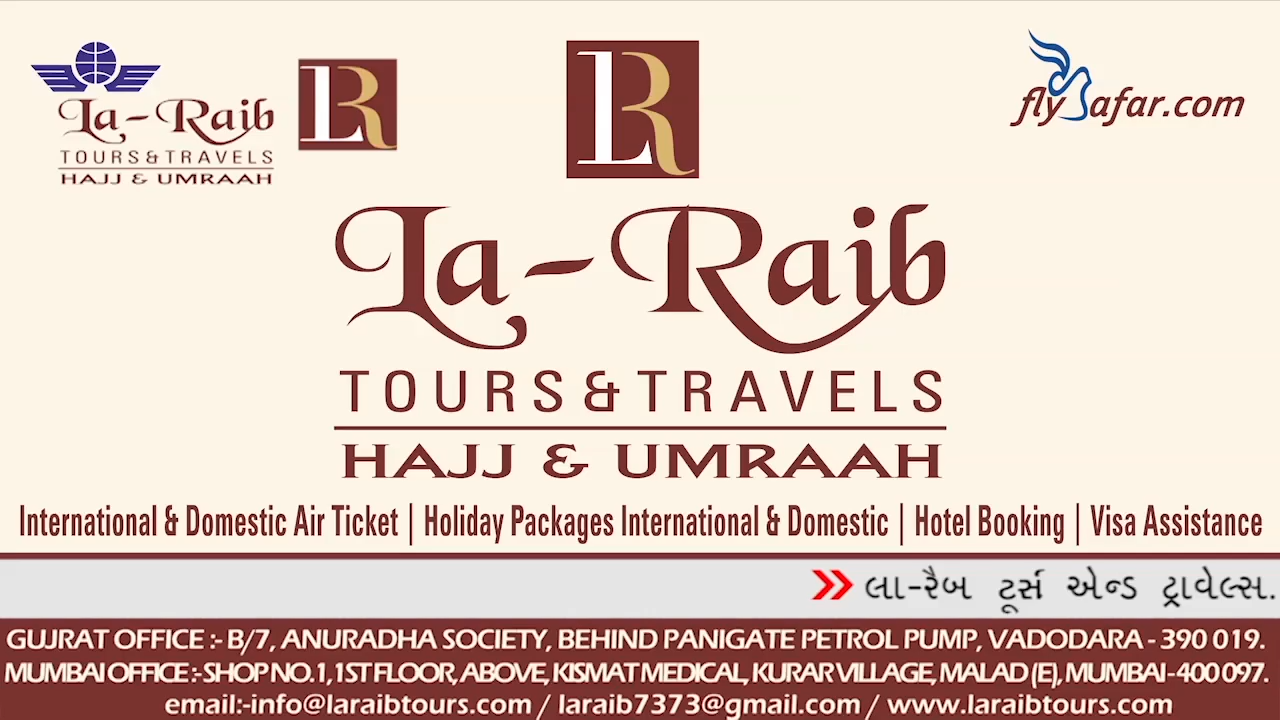 La-Raib
TOURS & TRAVELS
HAJJ & UMRAAH
LR
LR
flySafar.com
La-Raib
TOURS & TRAVELS
HAJJ & UMRAAH
International & Domestic Air Ticket | Holiday Packages International & Domestic | Hotel Booking | Visa Assistance
લા-રૈબ ટૂર્સ એન્ડ ટ્રાવેલ્સ.
GUJRAT OFFICE :- B/7, ANURADHA SOCIETY, BEHIND PANIGATE PETROL PUMP, VADODARA - 390 019.
MUMBAI OFFICE :- SHOP NO. 1, 1ST FLOOR, ABOVE, KISMAT MEDICAL, KURAR VILLAGE, MALAD (E), MUMBAI - 400 097.
email:-info@laraibtours.com / laraib7373@gmail.com / www.laraibtours.com